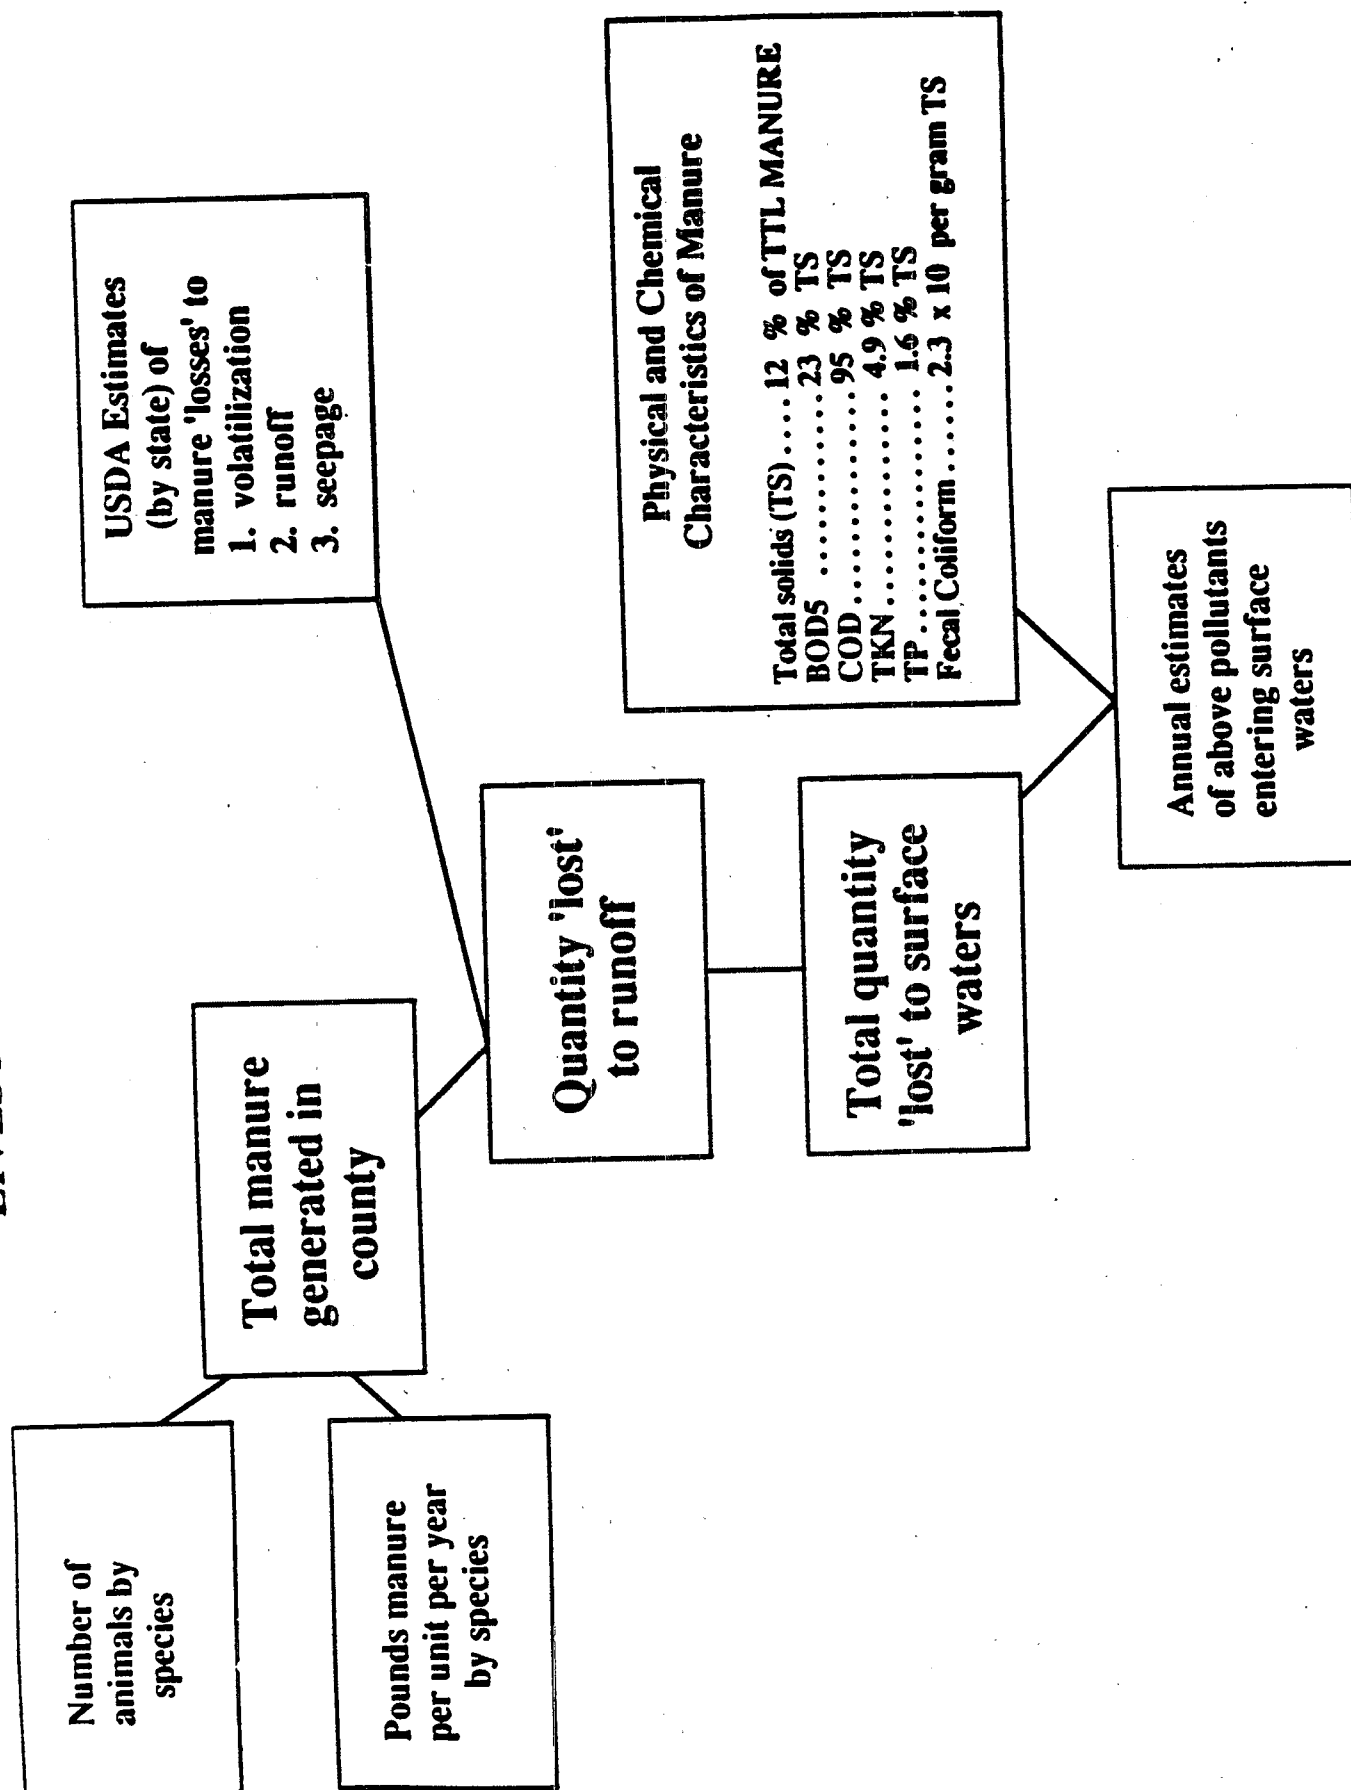 Number of
animals by
species
Pounds manure
per unit per year
by species
Total manure
generated in
county
USDA Estimates
(by state) of
manure 'losses' to
1. volatilization
2. runoff
3. seepage
Quantity 'lost'
to runoff
Total quantity
'lost' to surface
waters
Physical and Chemical
Characteristics of Manure
Total solids (TS)..... 12 % of TTL MANURE
BOD5 .............. 23 % TS
COD ............... 95 % TS
TKN................ 4.9 % TS
TP.................. 1.6 % TS
Fecal Coliform....... 2.3 x 10 per gram TS
Annual estimates
of above pollutants
entering surface
waters